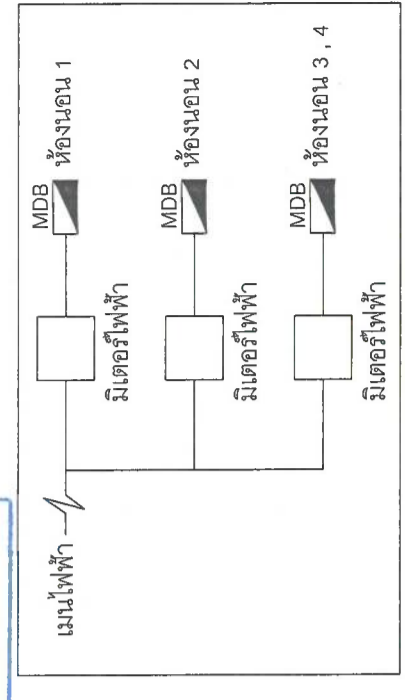 เมนไฟฟ้า
MDB
ห้องนอน 1
มิเตอร์ไฟฟ้า
MDB
ห้องนอน 2
มิเตอร์ไฟฟ้า
MDB
ห้องนอน 3 , 4
มิเตอร์ไฟฟ้า